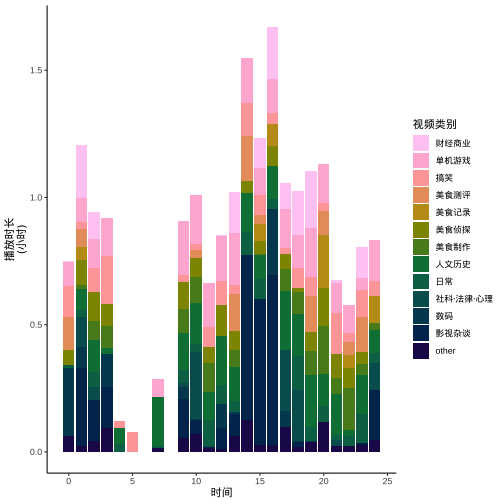 1.5
1.0
0.5
0.0
播放时长
(小时)
0
5
10
15
20
25
时间
视频类别
财经商业
单机游戏
搞笑
美食测评
美食记录
美食侦探
美食制作
人文历史
日常
社科·法律·心理
数码
影视杂谈
other